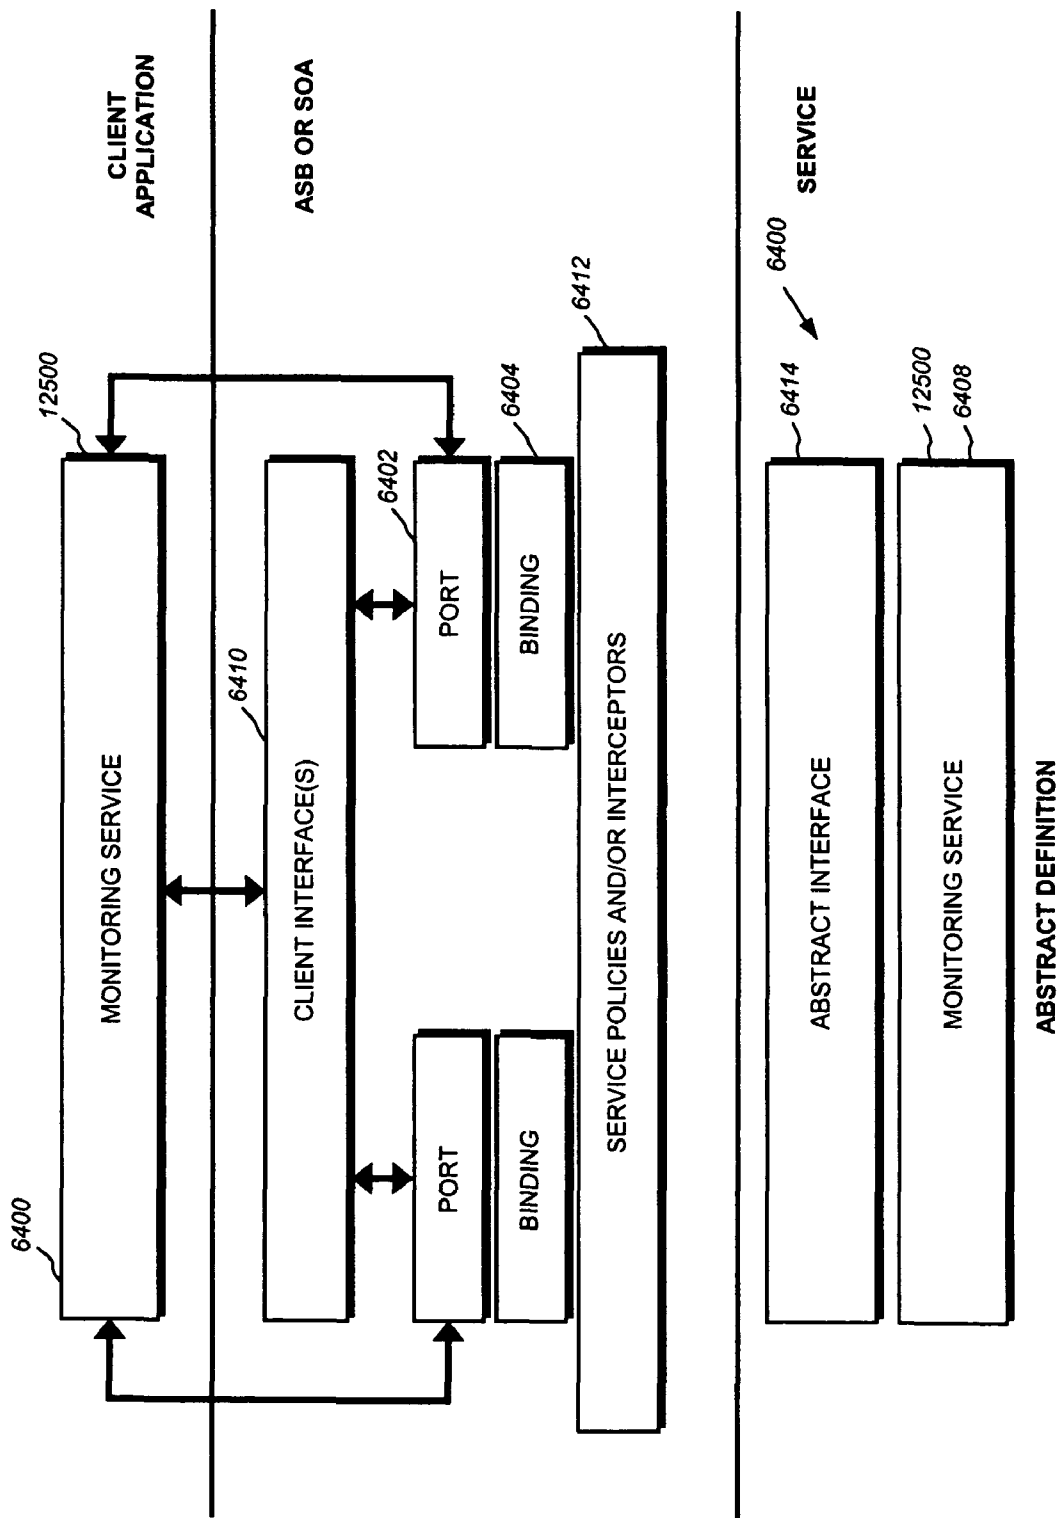 CLIENT
APPLICATION
6400
MONITORING SERVICE
12500
ASB OR SOA
6410
CLIENT INTERFACE(S)
PORT
6402
PORT
BINDING
BINDING
6404
SERVICE POLICIES AND/OR INTERCEPTORS
6412
SERVICE
6400
ABSTRACT INTERFACE
6414
MONITORING SERVICE
12500
6408
ABSTRACT DEFINITION